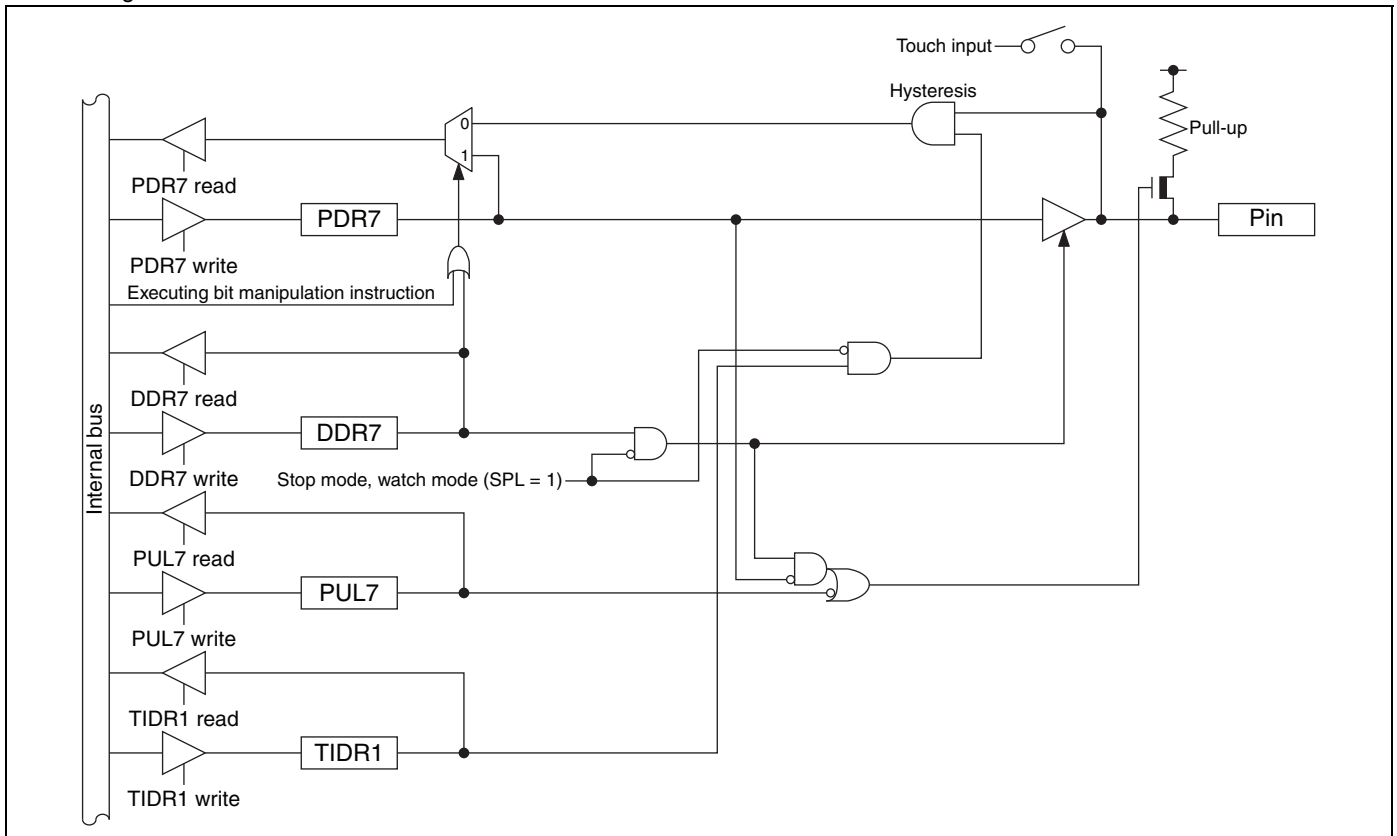 Touch input
Hysteresis
0
Pull-up
1
PDR7 read
PDR7
Pin
PDR7 write
Executing bit manipulation instruction
DDR7 read
Internal bus
DDR7
DDR7 write
Stop mode, watch mode (SPL = 1)
PUL7 read
PUL7
PUL7 write
TIDR1 read
TIDR1
TIDR1 write